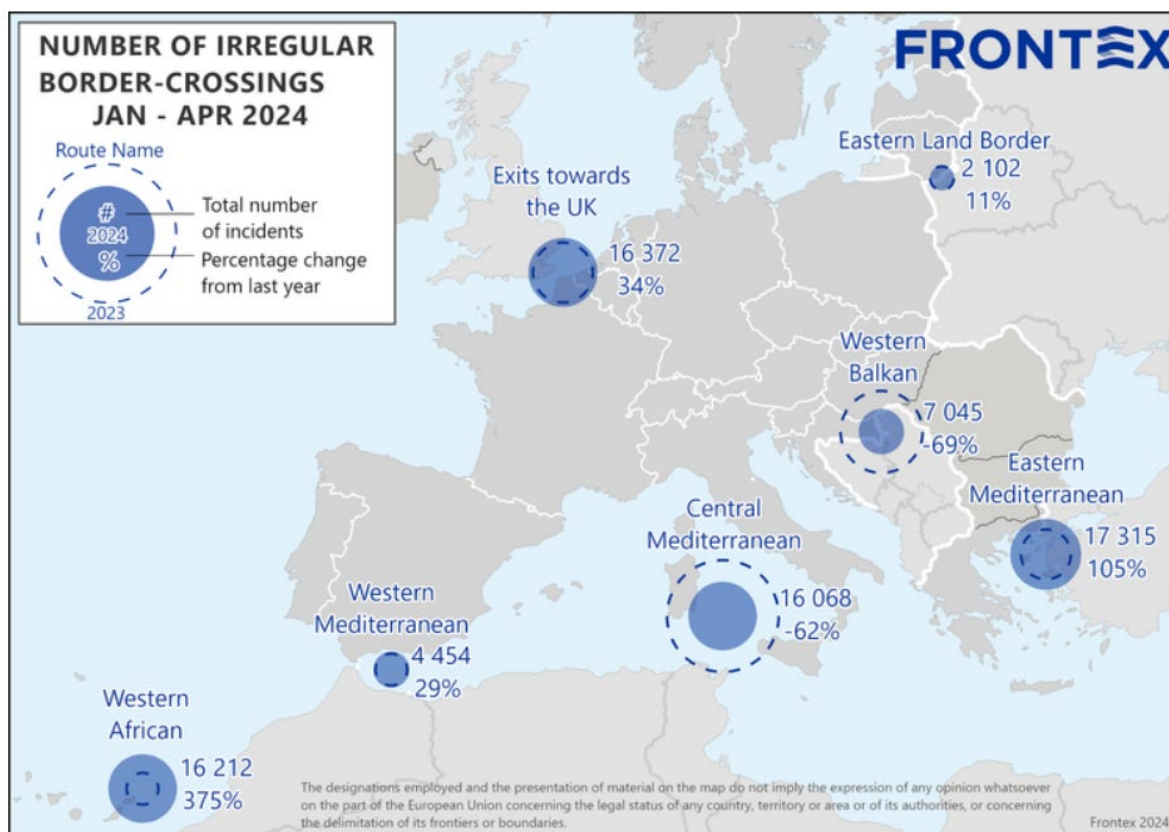 NUMBER OF IRREGULAR
BORDER-CROSSINGS
JAN - APR 2024
Route Name
#
2024
%
2023
Total number
of incidents
Percentage change
from last year
FRONTEX
Eastern Land Border
2 102
11%
Exits towards
the UK
16 372
34%
Western
Balkan
7 045
-69%
Eastern
Mediterranean
17 315
105%
Central
Mediterranean
16 068
-62%
Western
Mediterranean
4 454
29%
Western
African
16 212
375%
The designations employed and the presentation of material on the map do not imply the expression of any opinion whatsoever
on the part of the European Union concerning the legal status of any country, territory or area or of its authorities, or concerning
the delimitation of its frontiers or boundaries.
Frontex 2024